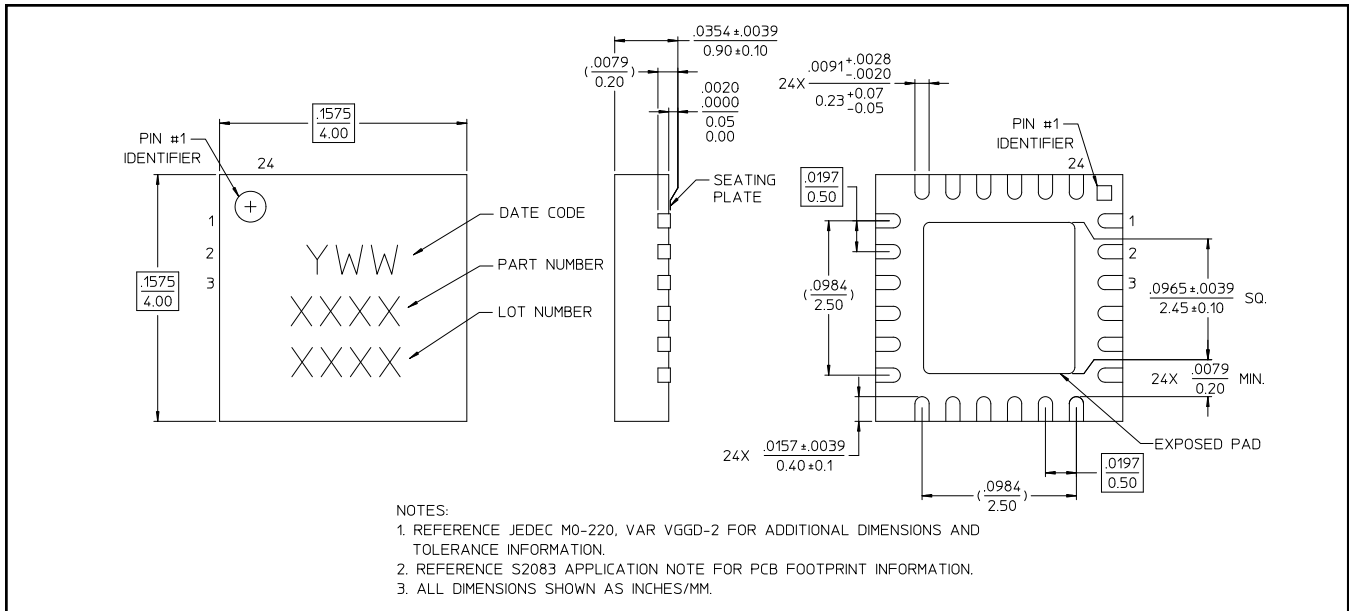 PIN #1
IDENTIFIER
.1575
4.00
24
1
2
3
.1575
4.00
YWW
XXXX
XXXX
DATE CODE
PART NUMBER
LOT NUMBER
.0354±.0039
0.90±0.10
(.0079
0.20)
.0020
.0000
0.05
0.00
SEATING
PLATE
24X .0091 +.0028
-.0020
0.23 +0.07
-0.05
PIN #1
IDENTIFIER
24
.0197
0.50
1
2
3
(.0984
2.50)
.0965±.0039
2.45±0.10 SQ.
24X .0079
0.20 MIN.
24X .0157±.0039
0.40±0.1
EXPOSED PAD
.0197
0.50
(.0984
2.50)
NOTES:
1. REFERENCE JEDEC MO-220, VAR VGGD-2 FOR ADDITIONAL DIMENSIONS AND
TOLERANCE INFORMATION.
2. REFERENCE S2083 APPLICATION NOTE FOR PCB FOOTPRINT INFORMATION.
3. ALL DIMENSIONS SHOWN AS INCHES/MM.